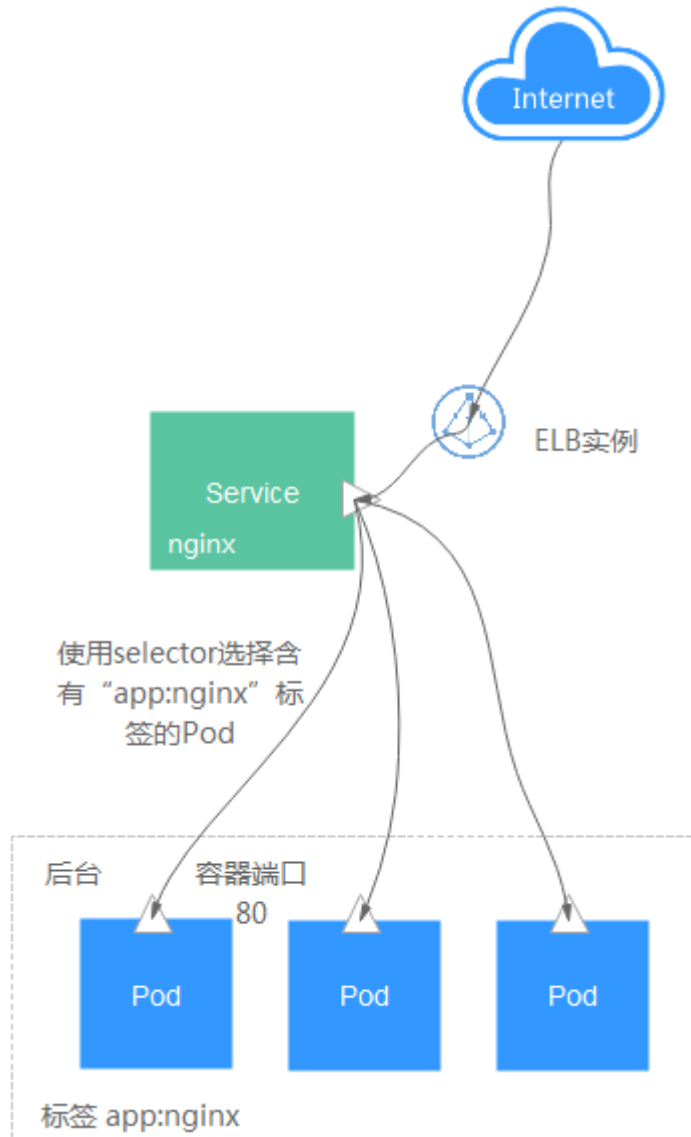 Internet
ELB实例
Service
nginx
使用selector选择含
有“app:nginx”标
签的Pod
后台
容器端口
80
Pod
Pod
Pod
标签 app:nginx